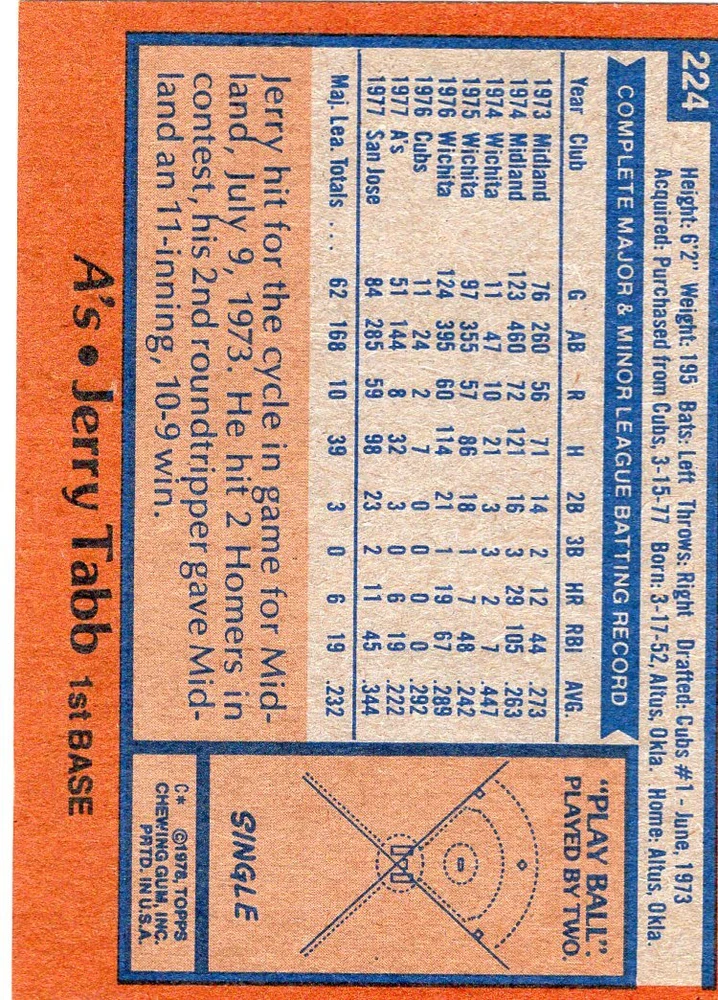 224
Height: 6'2" Weight: 195 Bats: Left Throws: Right Drafted: Cubs #1 - June, 1973
Acquired: Purchased from Cubs, 3-15-77 Born: 3-17-52, Altus, Okla. Home: Altus, Okla.
COMPLETE MAJOR & MINOR LEAGUE BATTING RECORD
Year Club G AB R H 2B 3B HR RBI AVG.
1973 Midland 76 260 56 71 14 2 12 44 .273
1974 Midland 123 460 72 121 16 3 29 105 .263
1974 Wichita 11 47 10 21 3 3 2 7 .447
1975 Wichita 97 355 57 86 18 1 7 48 .242
1976 Wichita 124 395 60 114 21 1 19 67 .289
1976 Cubs 11 24 2 7 0 0 0 0 .292
1977 A's 51 144 8 32 3 0 6 19 .222
1977 San Jose 84 285 59 98 23 2 11 45 .344
Maj. Lea. Totals .... 62 168 10 39 3 0 6 19 .232
Jerry hit for the cycle in game for Mid-
land, July 9, 1973. He hit 2 Homers in
contest, his 2nd roundtripper gave Mid-
land an 11-inning, 10-9 win.
"PLAY BALL"
PLAYED BY TWO.
SINGLE
C* ©1978, TOPPS
CHEWING GUM, INC.
PRTD. IN U.S.A.
A's • Jerry Tabb 1st BASE